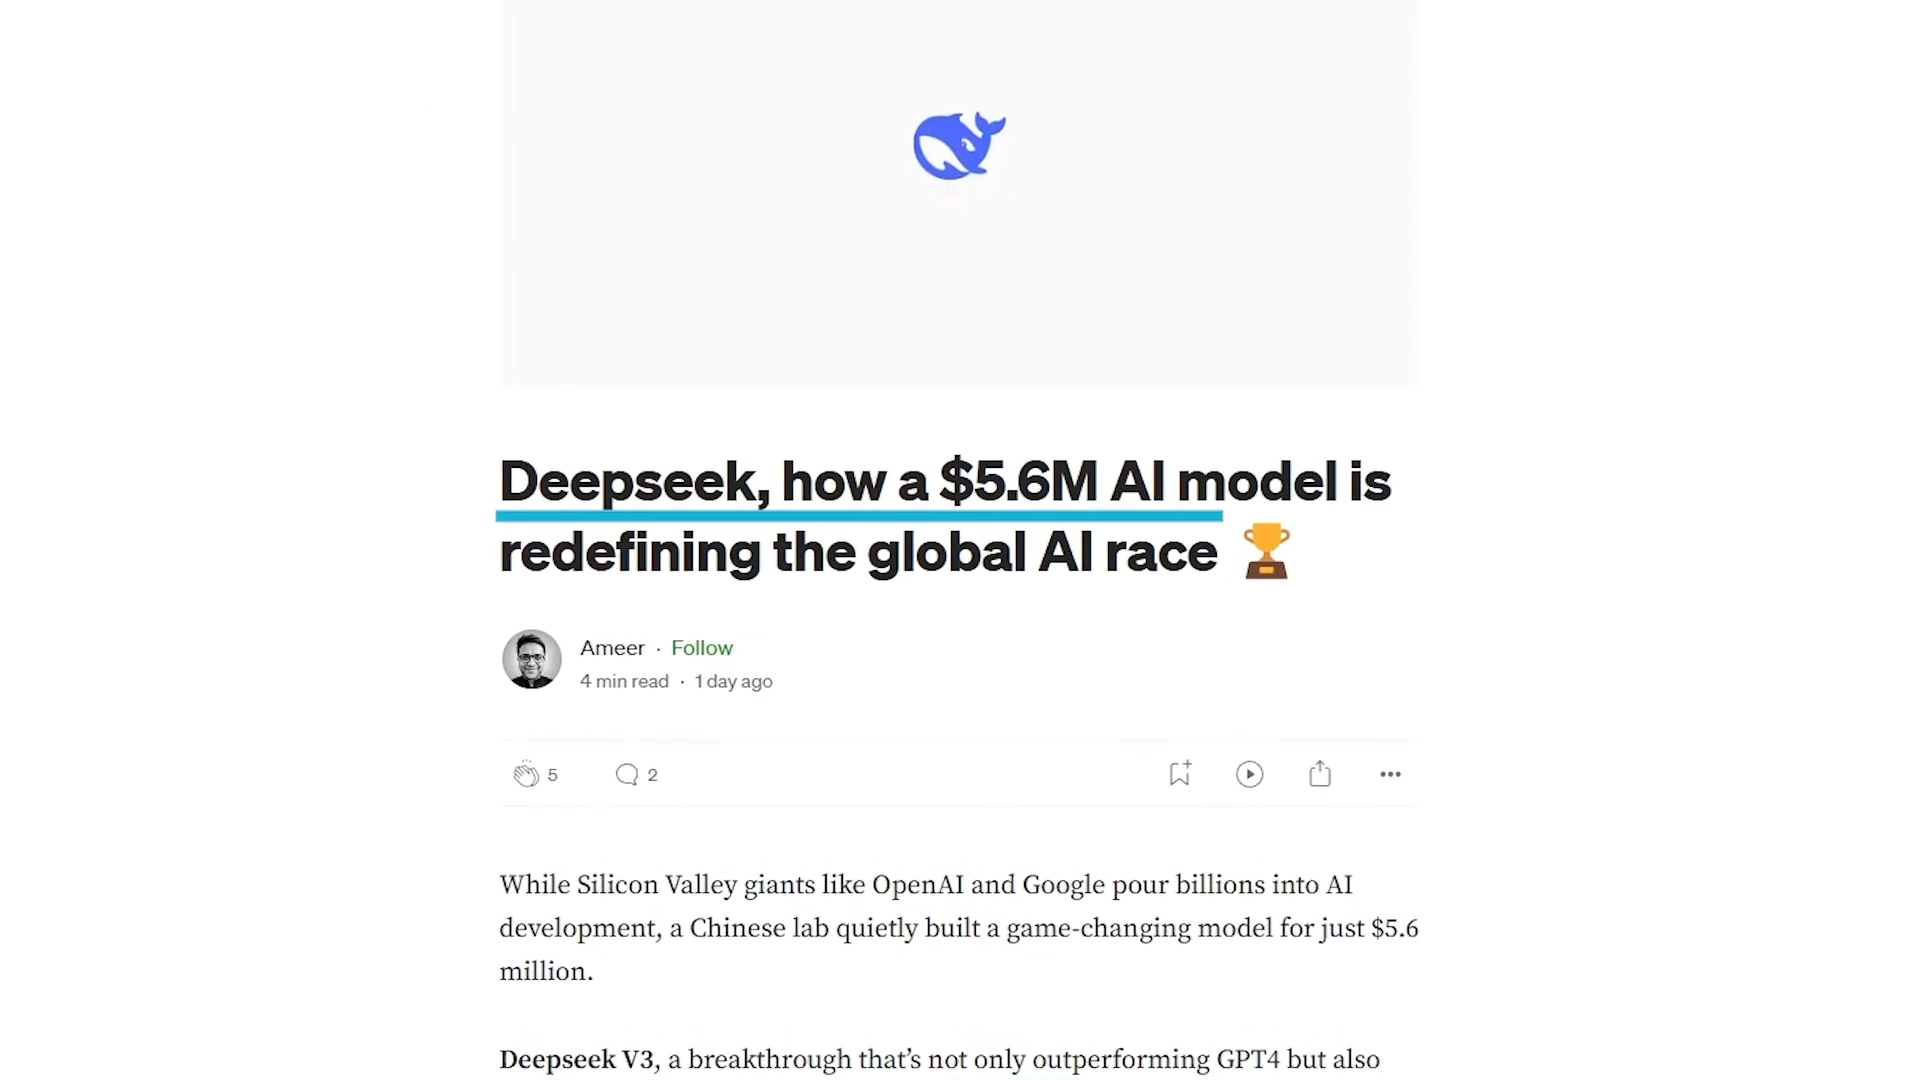 Deepseek, how a $5.6M AI model is
redefining the global AI race 🏆
Ameer · Follow
4 min read · 1 day ago
5 2
While Silicon Valley giants like OpenAI and Google pour billions into AI
development, a Chinese lab quietly built a game-changing model for just $5.6
million.
Deepseek V3, a breakthrough that’s not only outperforming GPT4 but also